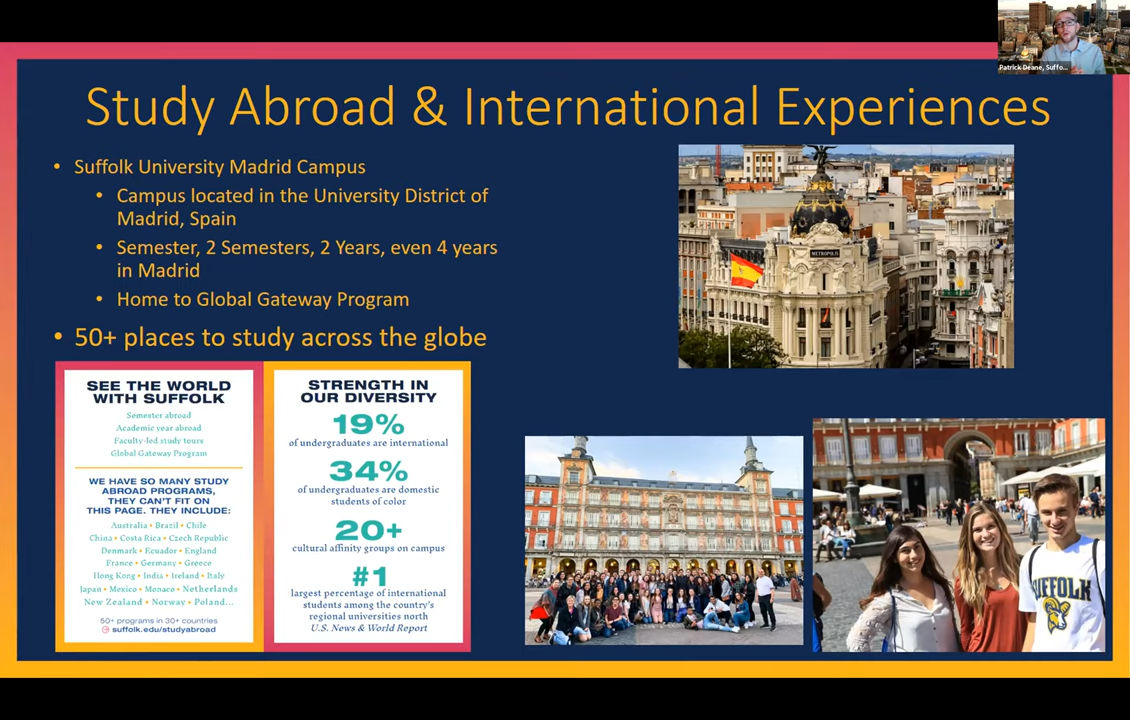 Patrick Deane, Suffo...
Study Abroad & International Experiences
• Suffolk University Madrid Campus
• Campus located in the University District of
Madrid, Spain
• Semester, 2 Semesters, 2 Years, even 4 years
in Madrid
• Home to Global Gateway Program
• 50+ places to study across the globe
SEE THE WORLD
WITH SUFFOLK
Semester abroad
Academic year abroad
Faculty-led study tours
Global Gateway Program
WE HAVE SO MANY STUDY
ABROAD PROGRAMS,
THEY CAN'T FIT ON
THIS PAGE. THEY INCLUDE:
Australia • Brazil • Chile
China • Costa Rica • Czech Republic
Denmark • Ecuador • England
France • Germany • Greece
Hong Kong • India • Ireland • Italy
Japan • Mexico • Monaco • Netherlands
New Zealand • Norway • Poland...
50+ programs in 30+ countries
suffolk.edu/studyabroad
STRENGTH IN
OUR DIVERSITY
19%
of undergraduates are international
34%
of undergraduates are domestic
students of color
20+
cultural affinity groups on campus
#1
largest percentage of international
students among the country's
regional universities north
U.S. News & World Report
METROPOLIS
SUFFOLK